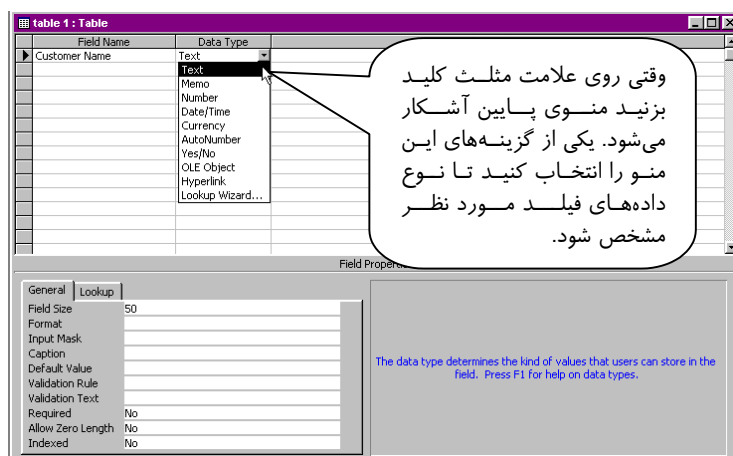 table 1 : Table
Field Name Data Type
Customer Name Text
Text
Memo
Number
Date/Time
Currency
AutoNumber
Yes/No
OLE Object
Hyperlink
Lookup Wizard...
وقتی روی علامت مثلث کلید
بزنید منوی پایین آشکار
می‌شود. یکی از گزینه‌های این
منو را انتخاب کنید تا نوع
داده‌های فیلد مورد نظر
مشخص شود.
Field
General Lookup
Field Size 50
Format
Input Mask
Caption
Default Value
Validation Rule
Validation Text
Required No
Allow Zero Length No
Indexed No
The data type determines the kind of values that users can store in the
field. Press F1 for help on data types.